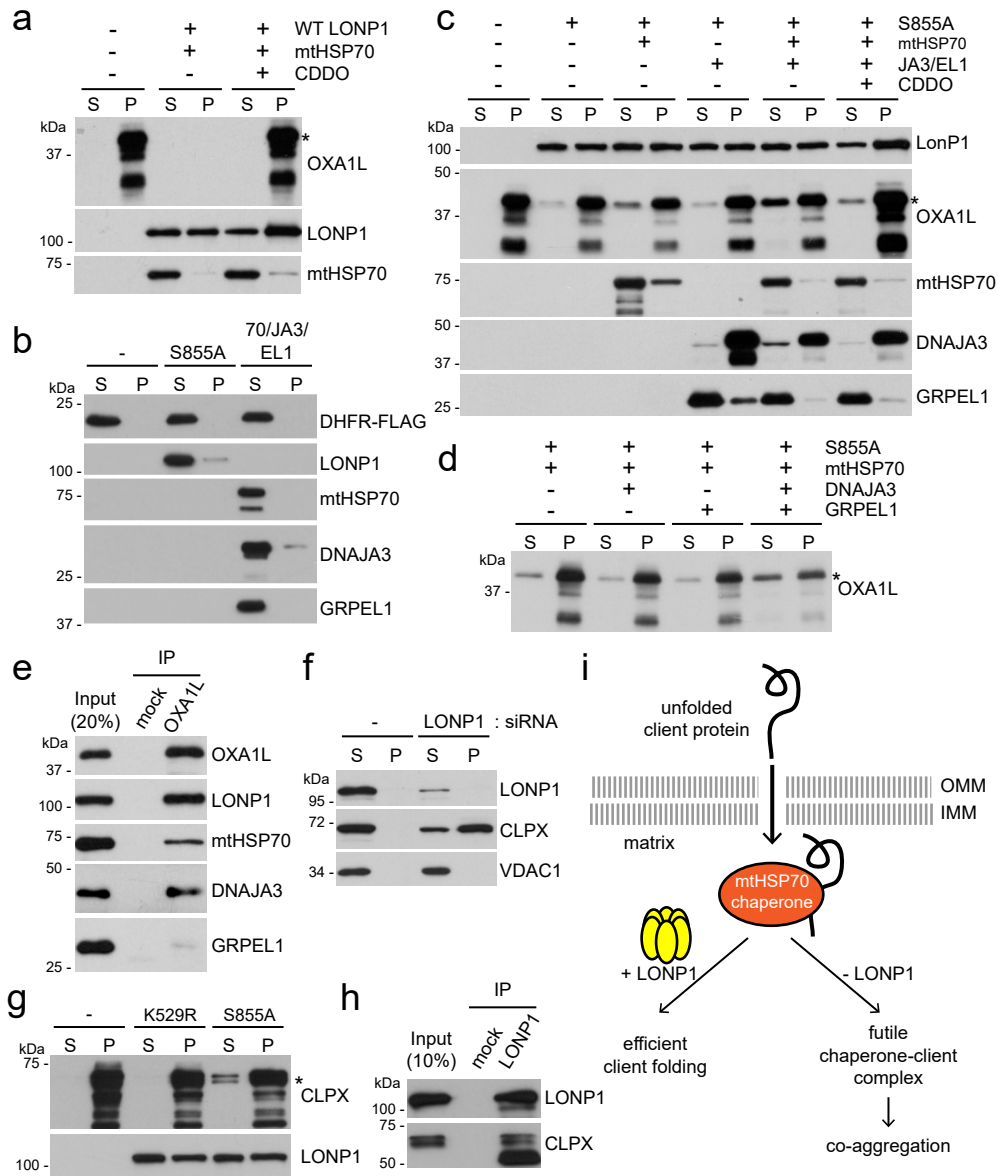 a
- + + WT LONP1
- + + mtHSP70
- - + CDDO
S P S P S P
kDa
37 -
*
OXA1L
100 -
LONP1
75 -
mtHSP70
b
- S855A 70/JA3/
EL1
S P S P S P
kDa
25 -
DHFR-FLAG
100 -
LONP1
75 -
mtHSP70
DNAJA3
25 -
GRPEL1
37 -
c
- + + + + + S855A
- - + - + + mtHSP70
- - - + + + JA3/EL1
- - - - - + CDDO
S P S P S P S P S P S P
kDa
100 -
LonP1
50 -
*
37 -
OXA1L
75 -
mtHSP70
50 -
DNAJA3
37 -
25 -
GRPEL1
d
+ + + + S855A
+ + + + mtHSP70
- + - + DNAJA3
- - + + GRPEL1
S P S P S P S P
kDa
37 -
*
OXA1L
e
IP
Input
(20%)
mock
OXA1L
kDa
37 -
OXA1L
100 -
LONP1
75 -
mtHSP70
50 -
DNAJA3
GRPEL1
25 -
f
- LONP1 : siRNA
S P S P
kDa
95 -
LONP1
72 -
CLPX
34 -
VDAC1
g
- K529R S855A
S P S P S P
kDa
75 -
*
CLPX
50 -
100 -
LONP1
h
IP
Input
(10%)
mock
LONP1
kDa
100 -
LONP1
CLPX
50 -
i
unfolded
client protein
OMM
IMM
matrix
mtHSP70
chaperone
+ LONP1
- LONP1
efficient
client folding
futile
chaperone-client
complex
co-aggregation